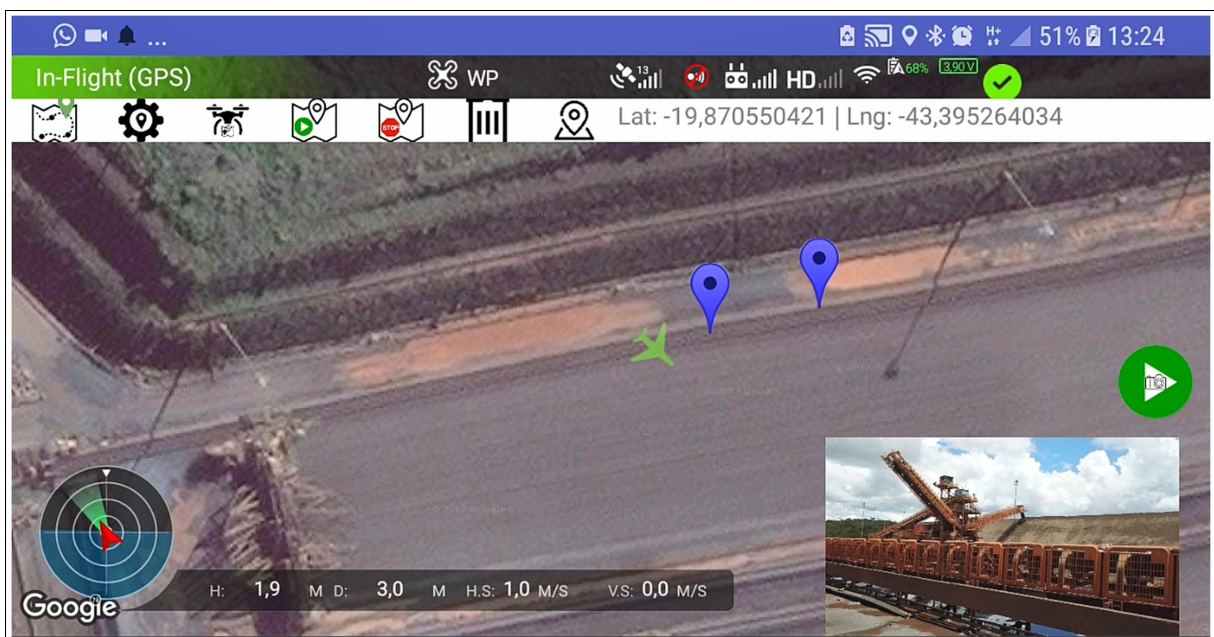 ... 51% 13:24
In-Flight (GPS) WP 13 HD 68% 3,90 V
STOP Lat: -19,870550421 | Lng: -43,395264034
H: 1,9 M D: 3,0 M H.S: 1,0 M/S V.S: 0,0 M/S
Google